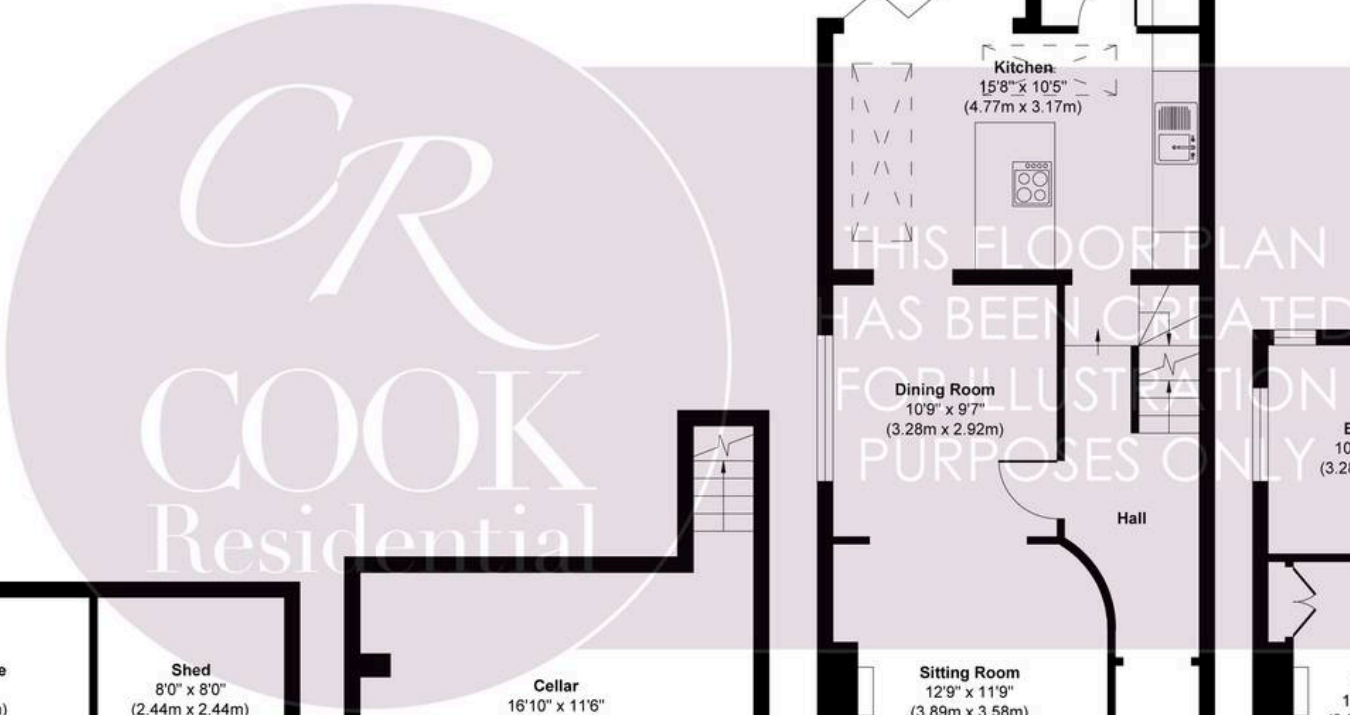 Kitchen
15'8" x 10'5"
(4.77m x 3.17m)
CR
COOK
Residential
THIS FLOOR PLAN
HAS BEEN CREATED
FOR ILLUSTRATION
PURPOSES ONLY
Dining Room
10'9" x 9'7"
(3.28m x 2.92m)
Hall
Shed
8'0" x 8'0"
(2.44m x 2.44m)
Cellar
16'10" x 11'6"
Sitting Room
12'9" x 11'9"
(3.89m x 3.58m)